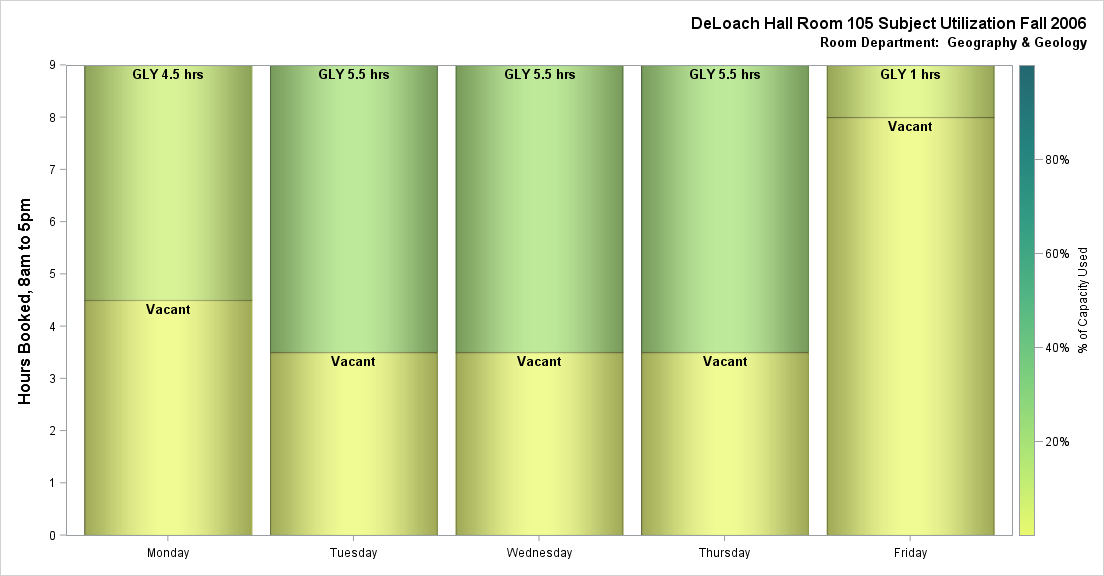 DeLoach Hall Room 105 Subject Utilization Fall 2006
Room Department: Geography & Geology
Hours Booked, 8am to 5pm
9
8
7
6
5
4
3
2
1
0
GLY 4.5 hrs
Vacant
GLY 5.5 hrs
Vacant
GLY 5.5 hrs
Vacant
GLY 5.5 hrs
Vacant
GLY 1 hrs
Vacant
Monday
Tuesday
Wednesday
Thursday
Friday
80%
60%
40%
20%
% of Capacity Used